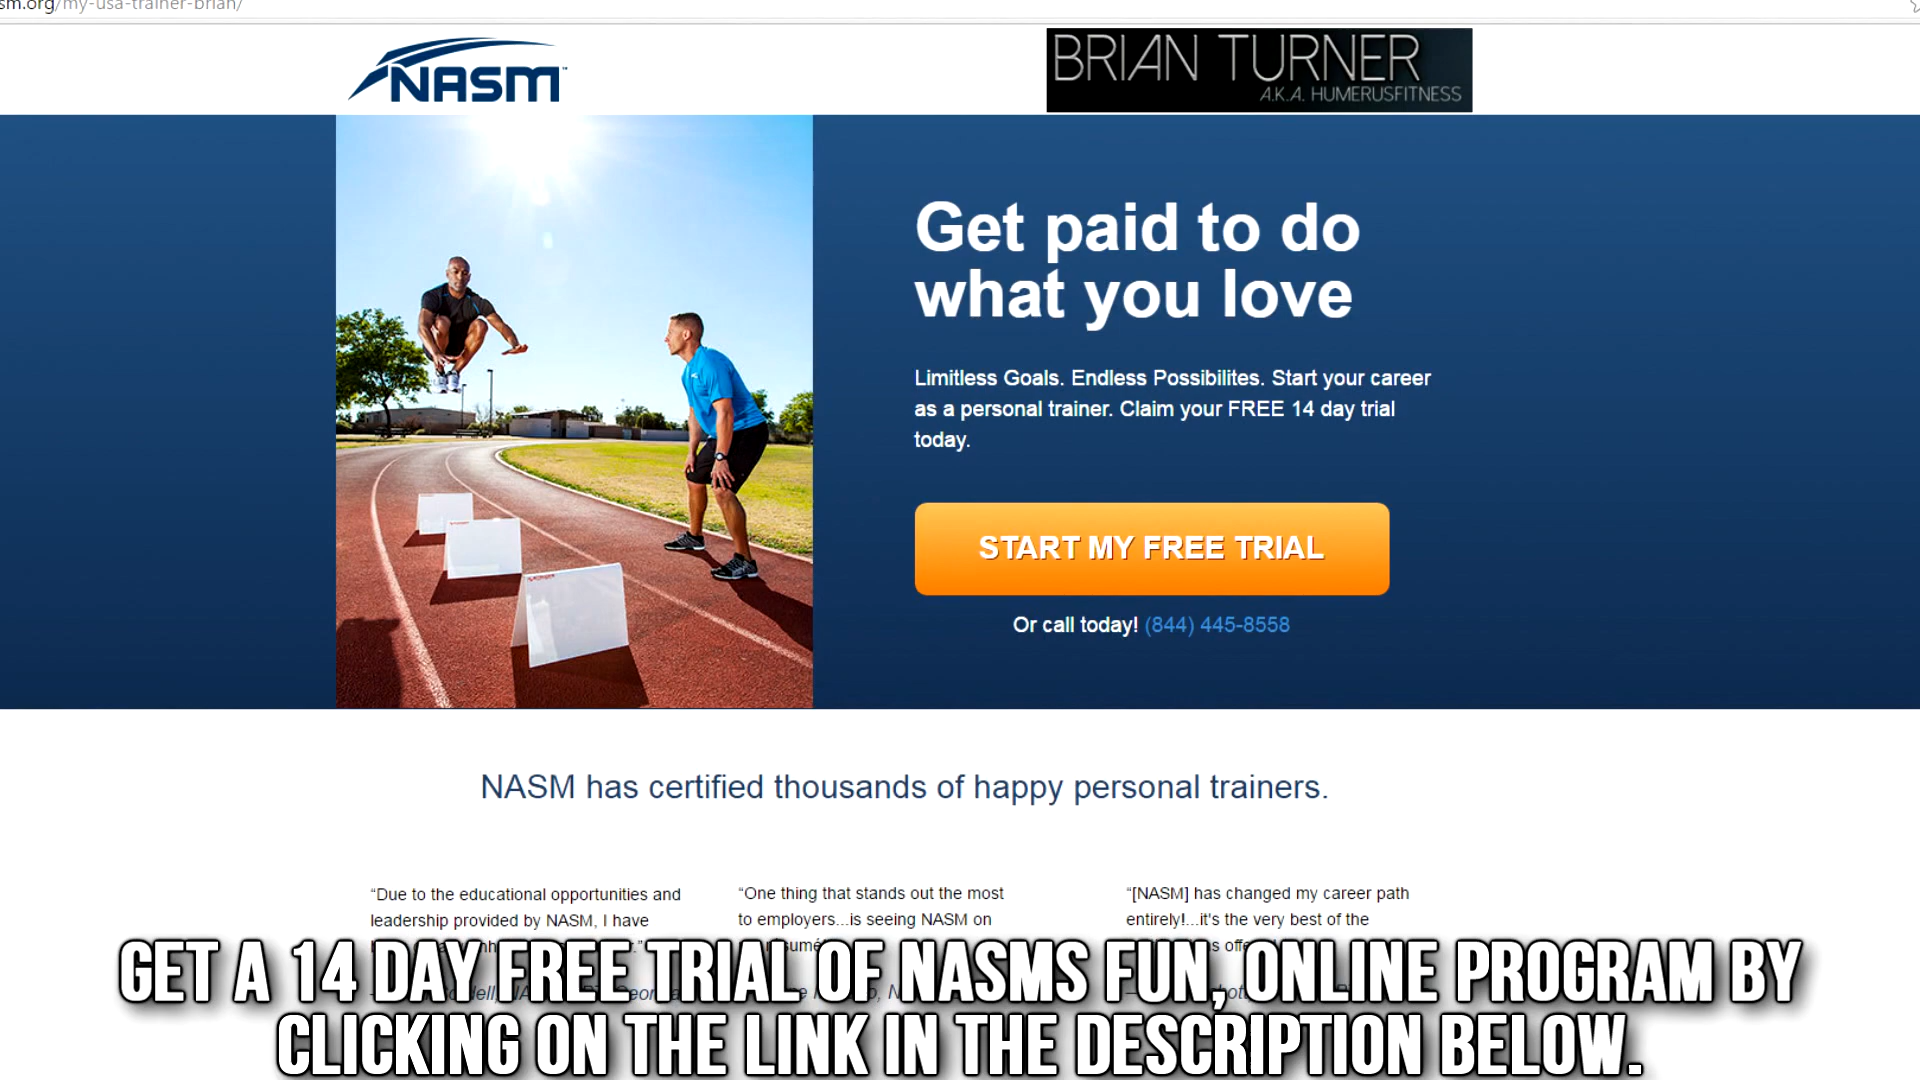 sm.org/my-usa-trainer-brian/
NASM
BRIAN TURNER
A.K.A. HUMERUSFITNESS
Get paid to do
what you love
Limitless Goals. Endless Possibilites. Start your career
as a personal trainer. Claim your FREE 14 day trial
today.
START MY FREE TRIAL
Or call today! (844) 445-8558
NASM has certified thousands of happy personal trainers.
“Due to the educational opportunities and
leadership provided by NASM, I have
“One thing that stands out the most
to employers...is seeing NASM on
“[NASM] has changed my career path
entirely!...it's the very best of the
GET A 14 DAY FREE TRIAL OF NASMS FUN, ONLINE PROGRAM BY
CLICKING ON THE LINK IN THE DESCRIPTION BELOW.